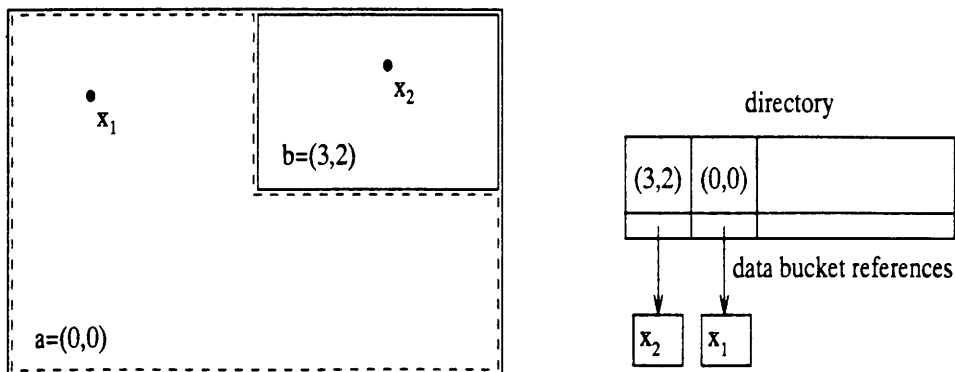 x₁
x₂
b=(3,2)
a=(0,0)
directory
(3,2) (0,0)
data bucket references
x₂ x₁